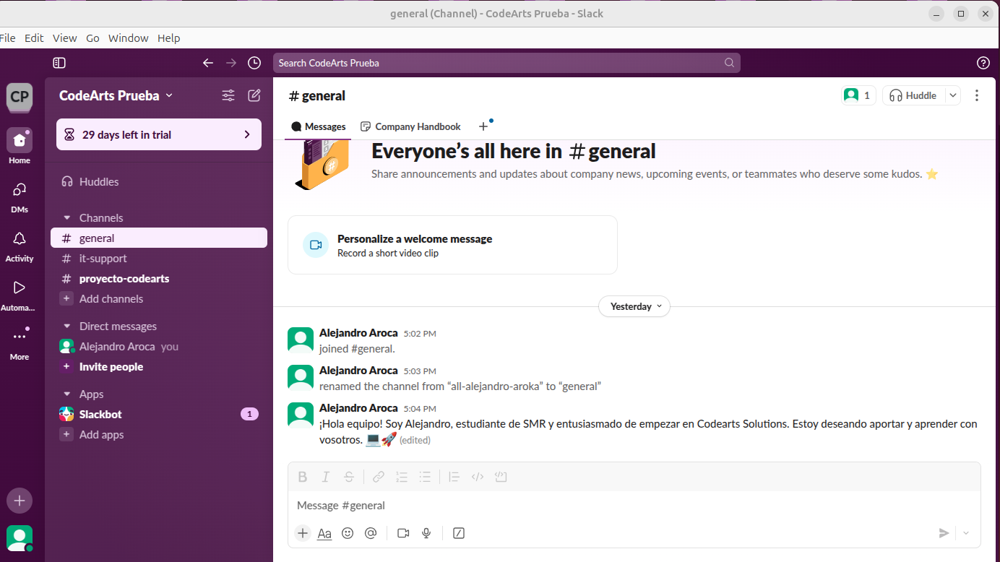 general (Channel) - CodeArts Prueba - Slack
File Edit View Go Window Help
Search CodeArts Prueba
CP
Home
DMs
Activity
Automa...
More
CodeArts Prueba
29 days left in trial
Huddles
Channels
# general
# it-support
# proyecto-codearts
+ Add channels
Direct messages
Alejandro Aroca you
+ Invite people
Apps
Slackbot 1
+ Add apps
# general
1 Huddle
Messages Company Handbook +
Everyone’s all here in # general
Share announcements and updates about company news, upcoming events, or teammates who deserve some kudos. ⭐
Personalize a welcome message
Record a short video clip
Yesterday
Alejandro Aroca 5:02 PM
joined #general.
Alejandro Aroca 5:03 PM
renamed the channel from “all-alejandro-aroka” to “general”
Alejandro Aroca 5:04 PM
¡Hola equipo! Soy Alejandro, estudiante de SMR y entusiasmado de empezar en Codearts Solutions. Estoy deseando aportar y aprender con
vosotros. 💻🚀 (edited)
B I S
Message #general
+ Aa @